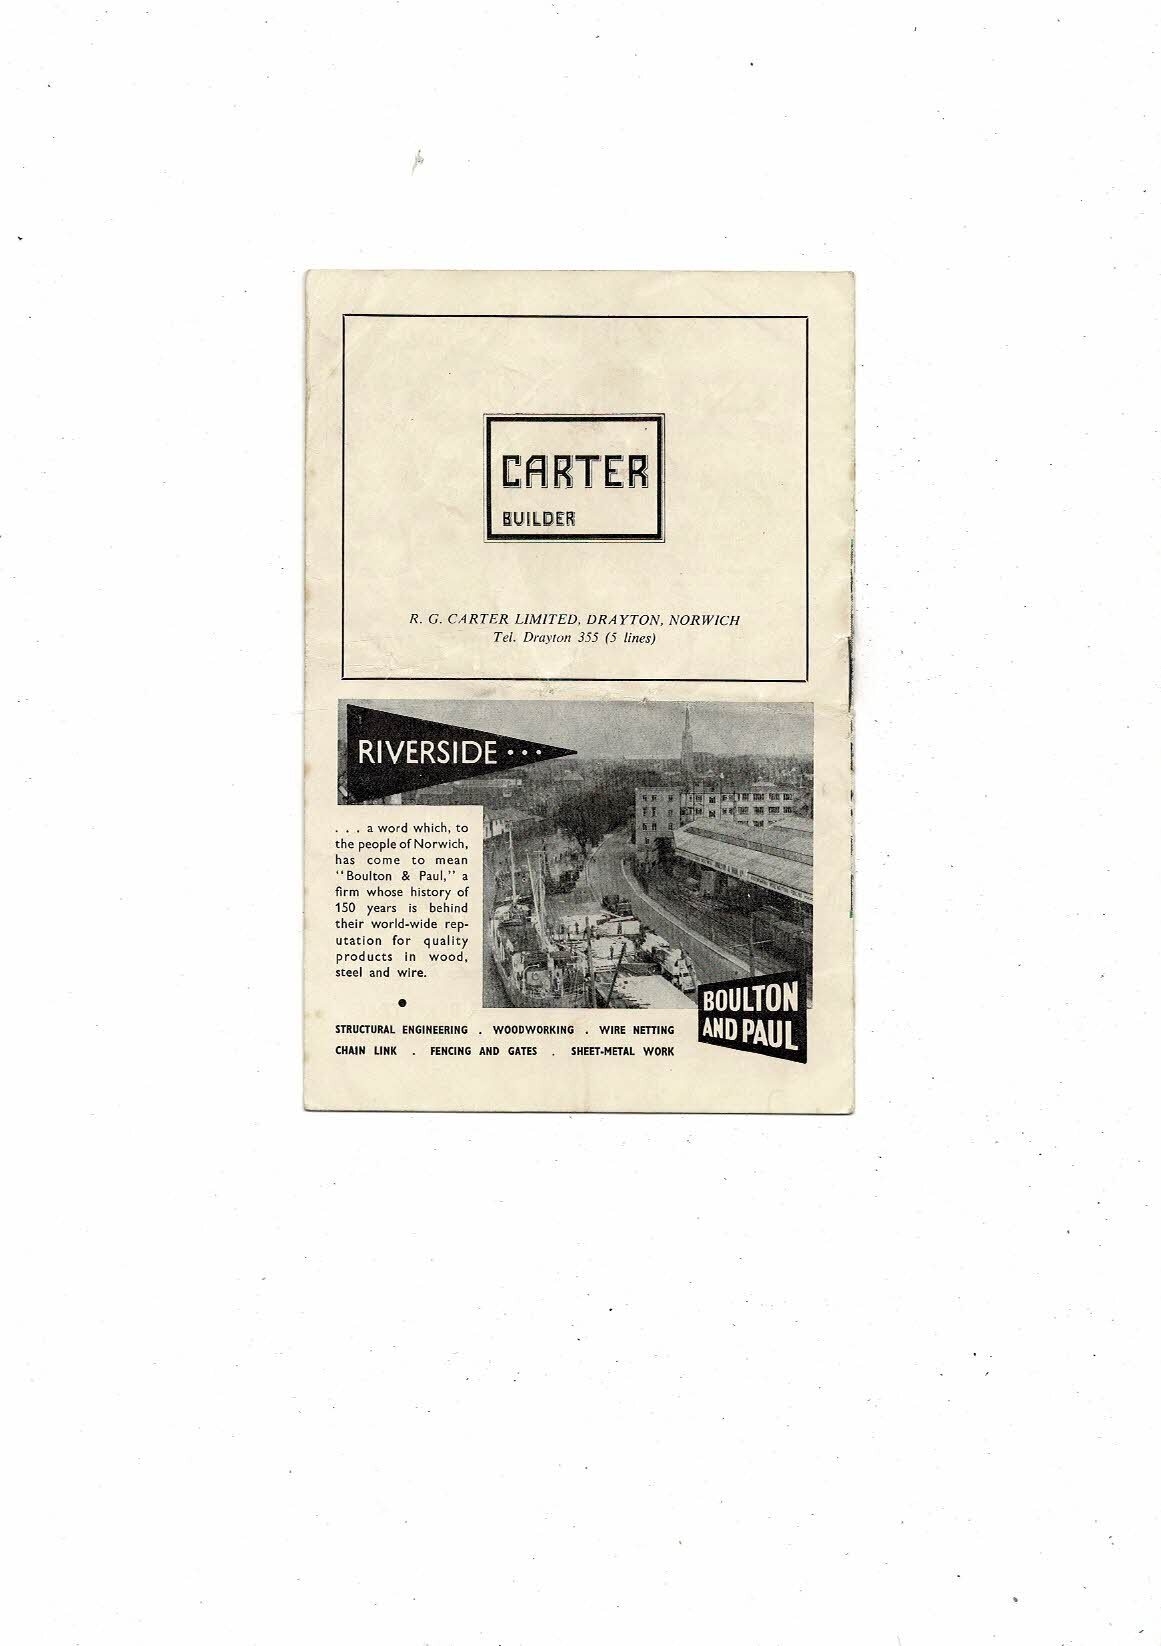 CARTER
BUILDER
R. G. CARTER LIMITED, DRAYTON, NORWICH
Tel. Drayton 355 (5 lines)
RIVERSIDE . . .
. . . a word which, to
the people of Norwich,
has come to mean
"Boulton & Paul," a
firm whose history of
150 years is behind
their world-wide rep-
utation for quality
products in wood,
steel and wire.
STRUCTURAL ENGINEERING . WOODWORKING . WIRE NETTING
CHAIN LINK . FENCING AND GATES . SHEET-METAL WORK
BOULTON
AND PAUL